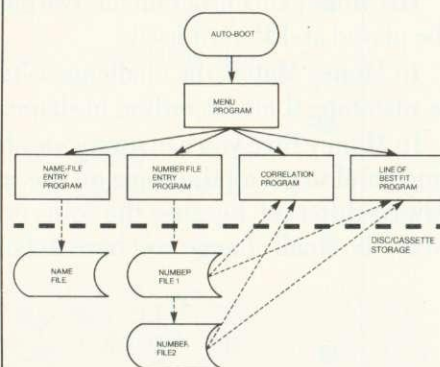 AUTO-BOOT
MENU
PROGRAM
NAME-FILE
ENTRY
PROGRAM
NUMBER FILE
ENTRY
PROGRAM
CORRELATION
PROGRAM
LINE OF
BEST FIT
PROGRAM
DISC/CASSETTE
STORAGE
NAME
FILE
NUMBER
FILE 1
NUMBER
FILE2